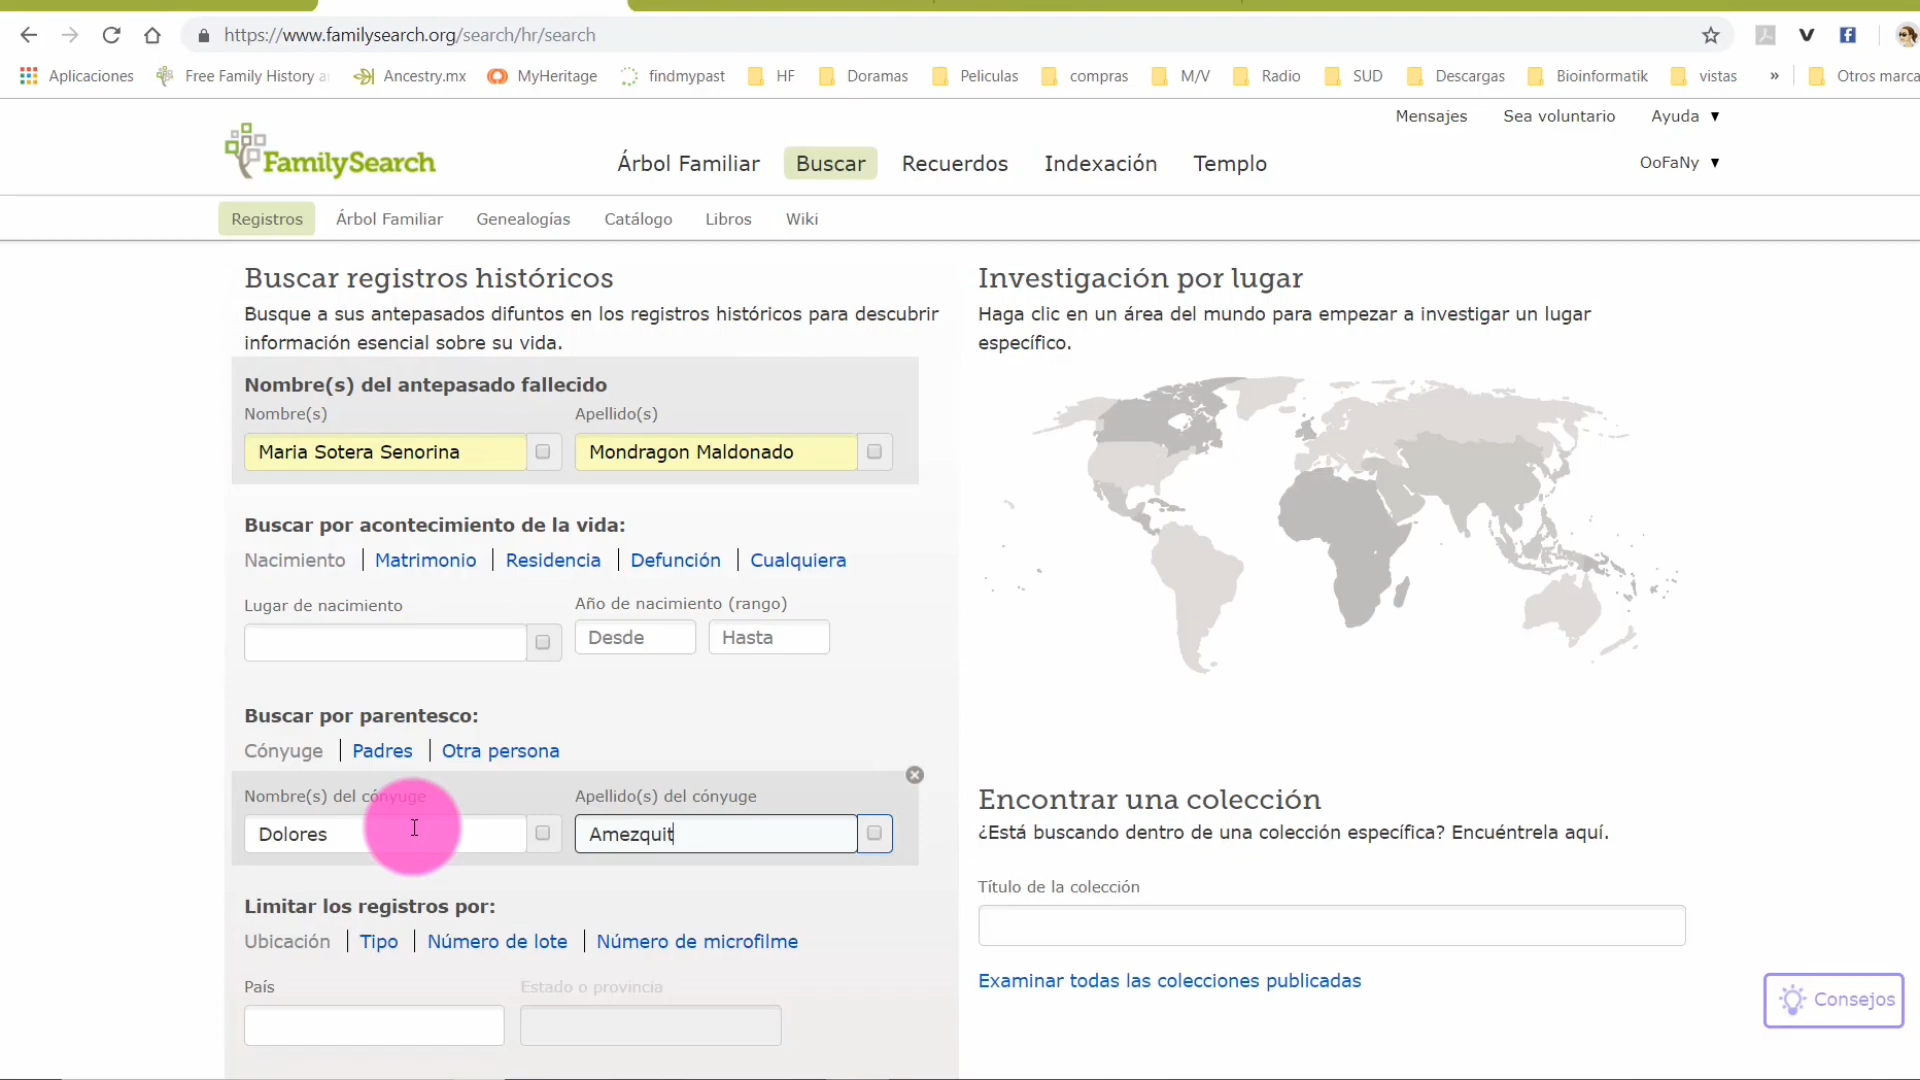 https://www.familysearch.org/search/hr/search
Aplicaciones
Free Family History a
Ancestry.mx
MyHeritage
findmypast
HF
Doramas
Peliculas
compras
M/V
Radio
SUD
Descargas
Bioinformatik
vistas
»
Otros marca
Mensajes
Sea voluntario
Ayuda ▼
FamilySearch
Árbol Familiar
Buscar
Recuerdos
Indexación
Templo
OoFaNy ▼
Registros
Árbol Familiar
Genealogías
Catálogo
Libros
Wiki
Buscar registros históricos
Busque a sus antepasados difuntos en los registros históricos para descubrir
información esencial sobre su vida.
Nombre(s) del antepasado fallecido
Nombre(s)
Apellido(s)
Maria Sotera Senorina
Mondragon Maldonado
Buscar por acontecimiento de la vida:
Nacimiento | Matrimonio | Residencia | Defunción | Cualquiera
Lugar de nacimiento
Año de nacimiento (rango)
Desde
Hasta
Buscar por parentesco:
Cónyuge | Padres | Otra persona
Nombre(s) del cónyuge
Apellido(s) del cónyuge
Dolores
Amezquit
Limitar los registros por:
Ubicación | Tipo | Número de lote | Número de microfilme
País
Estado o provincia
Investigación por lugar
Haga clic en un área del mundo para empezar a investigar un lugar
específico.
Encontrar una colección
¿Está buscando dentro de una colección específica? Encuéntrela aquí.
Título de la colección
Examinar todas las colecciones publicadas
Consejos